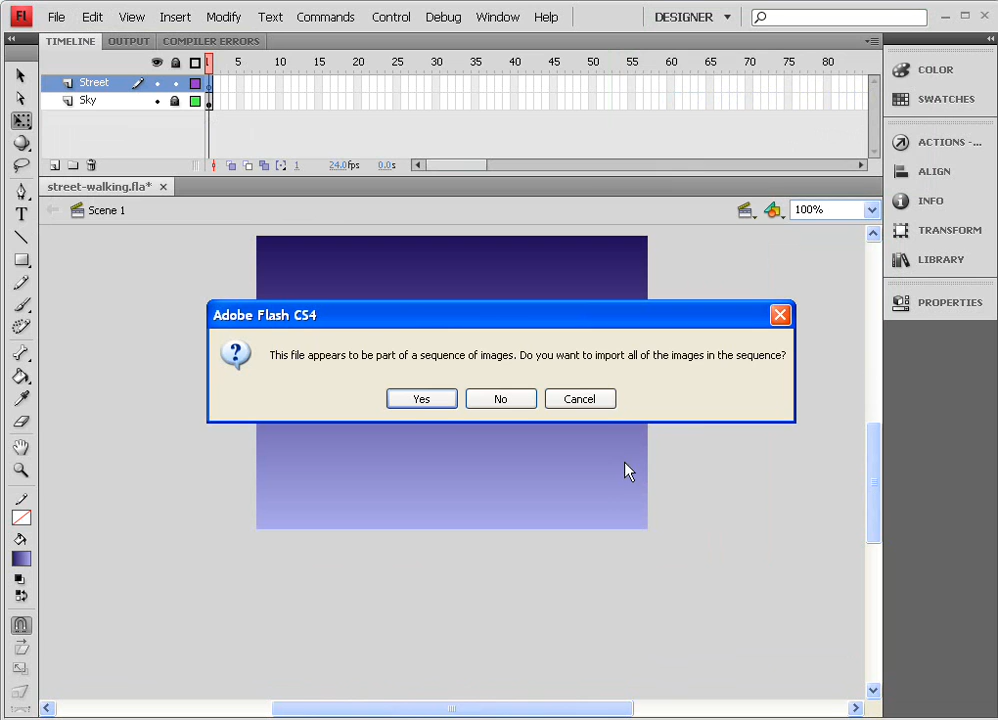 Fl File Edit View Insert Modify Text Commands Control Debug Window Help DESIGNER
TIMELINE OUTPUT COMPILER ERRORS
1 5 10 15 20 25 30 35 40 45 50 55 60 65 70 75 80
Street
Sky
1 24.0fps 0.0s
street-walking.fla*
Scene 1 100%
T
Adobe Flash CS4
? This file appears to be part of a sequence of images. Do you want to import all of the images in the sequence?
Yes No Cancel
COLOR
SWATCHES
ACTIONS -...
ALIGN
INFO
TRANSFORM
LIBRARY
PROPERTIES